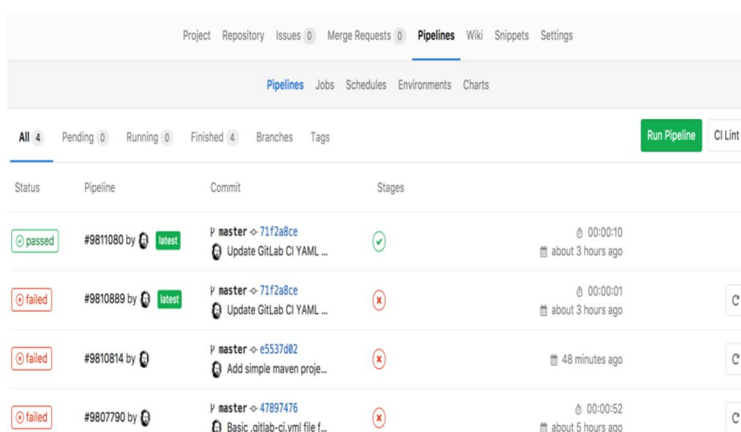 Project Repository Issues 0 Merge Requests 0 Pipelines Wiki Snippets Settings
Pipelines Jobs Schedules Environments Charts
All 4 Pending 0 Running 0 Finished 4 Branches Tags Run Pipeline CI Lint
Status Pipeline Commit Stages
passed #9811080 by latest master 71f2a8ce 00:00:10
Update GitLab CI YAML ... about 3 hours ago
failed #9810889 by latest master 71f2a8ce 00:00:01
Update GitLab CI YAML ... about 3 hours ago
failed #9810814 by master e5537d02 48 minutes ago
Add simple maven proje...
failed #9807790 by master 47897476 00:00:52
Basic .gitlab-ci.yml file f... about 5 hours ago